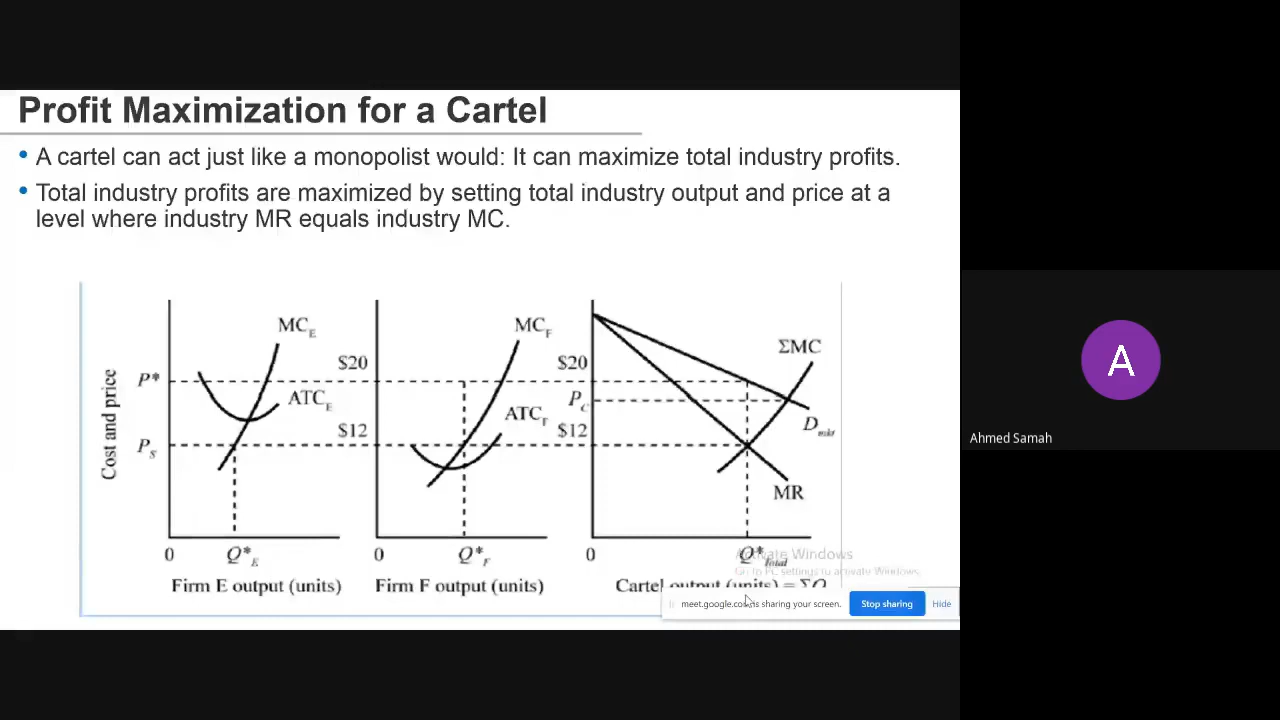 Profit Maximization for a Cartel
• A cartel can act just like a monopolist would: It can maximize total industry profits.
• Total industry profits are maximized by setting total industry output and price at a
level where industry MR equals industry MC.
Cost and price
P*
P_S
MC_E
ATC_E
0
Q*_E
Firm E output (units)
$20
$12
MC_F
ATC_F
0
Q*_F
Firm F output (units)
$20
P_C
$12
ΣMC
D_mkt
MR
0
Q*_Total
Cartel output (units) = ΣQ
Activate Windows
Go to PC settings to activate Windows.
meet.google.com is sharing your screen.
Stop sharing
Hide
A
Ahmed Samah